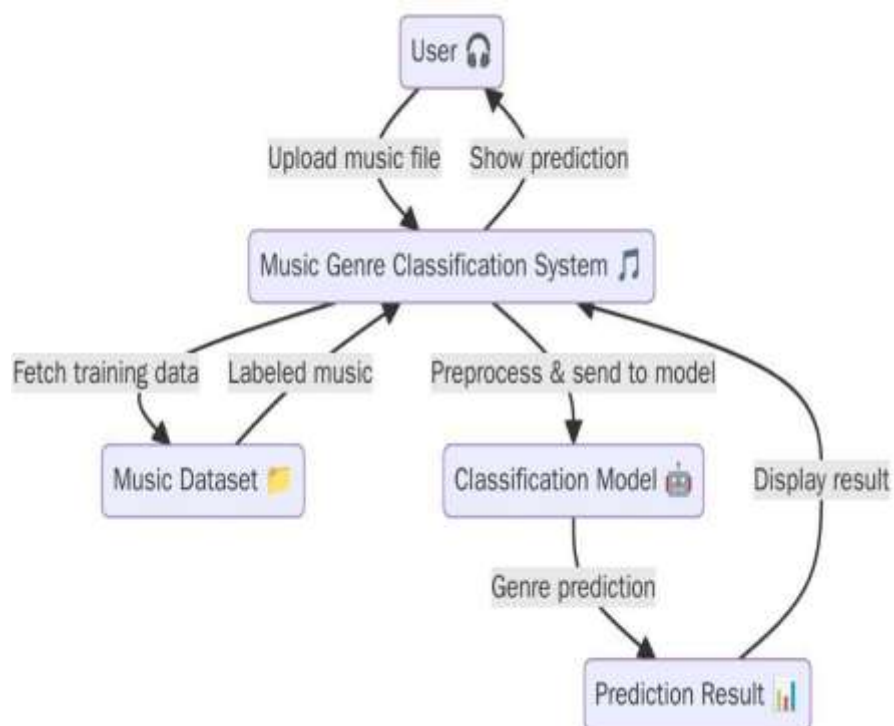 User 🎧
Upload music file
Show prediction
Music Genre Classification System 🎵
Fetch training data
Labeled music
Preprocess & send to model
Music Dataset 📁
Classification Model 🤖
Display result
Genre prediction
Prediction Result 📊